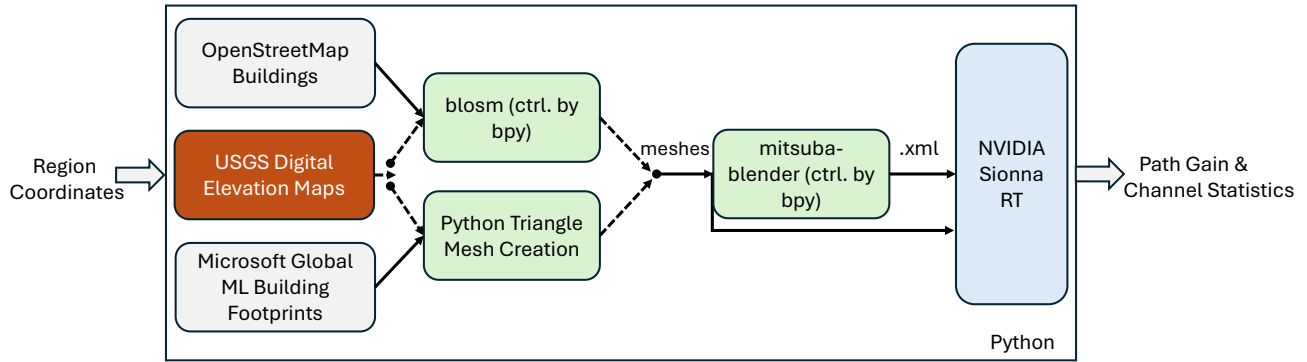 Region
Coordinates
OpenStreetMap
Buildings
USGS Digital
Elevation Maps
Microsoft Global
ML Building
Footprints
blosm (ctrl. by
bpy)
Python Triangle
Mesh Creation
meshes
mitsuba-
blender (ctrl. by
bpy)
.xml
NVIDIA
Sionna
RT
Python
Path Gain &
Channel Statistics